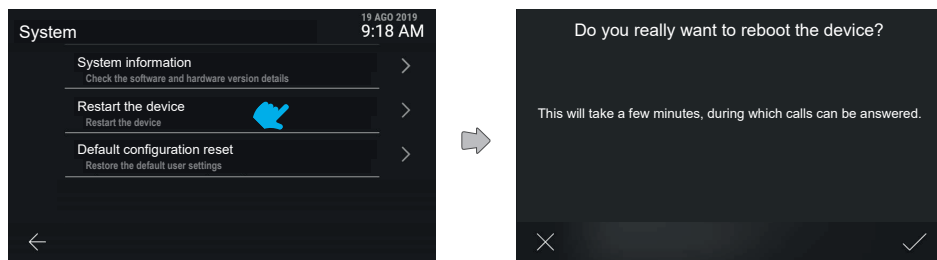 System
19 AGO 2019
9:18 AM
System information
Check the software and hardware version details
Restart the device
Restart the device
Default configuration reset
Restore the default user settings
Do you really want to reboot the device?
This will take a few minutes, during which calls can be answered.